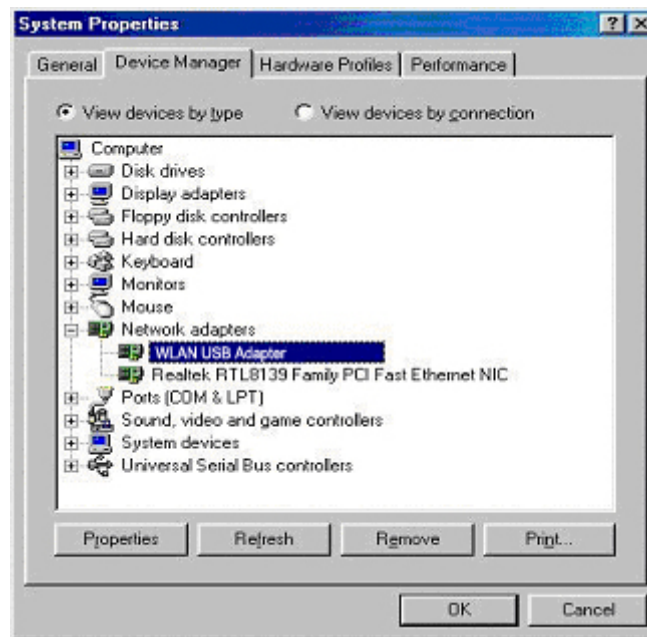 System Properties
General Device Manager Hardware Profiles Performance
View devices by type View devices by connection
Computer
Disk drives
Display adapters
Floppy disk controllers
Hard disk controllers
Keyboard
Monitors
Mouse
Network adapters
WLAN USB Adapter
Realtek RTL8139 Family PCI Fast Ethernet NIC
Ports (COM & LPT)
Sound, video and game controllers
System devices
Universal Serial Bus controllers
Properties Refresh Remove Print...
OK Cancel